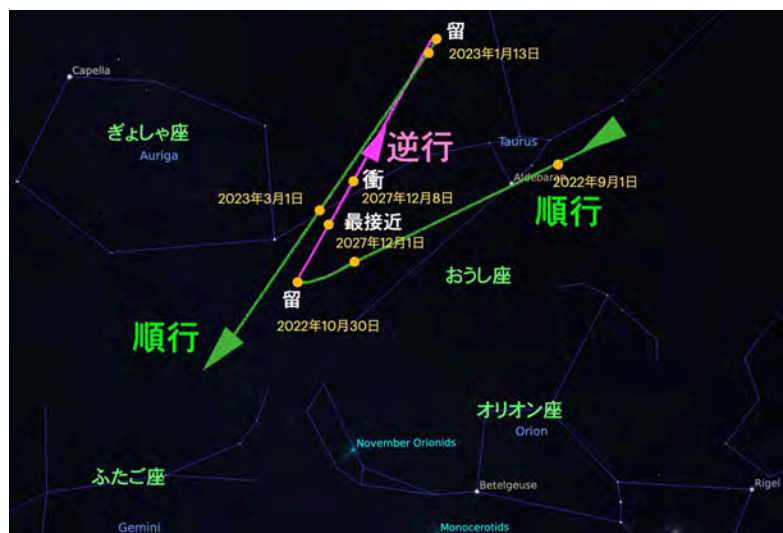 留
2023年1月13日
Capella
ぎょしゃ座
Auriga
逆行
Taurus
Aldebaran
2022年9月1日
衝
2027年12月8日
2023年3月1日
順行
最接近
2027年12月1日
おうし座
留
2022年10月30日
順行
オリオン座
Orion
November Orionids
ふたご座
Betelgeuse
Rigel
Gemini
Monocerotids